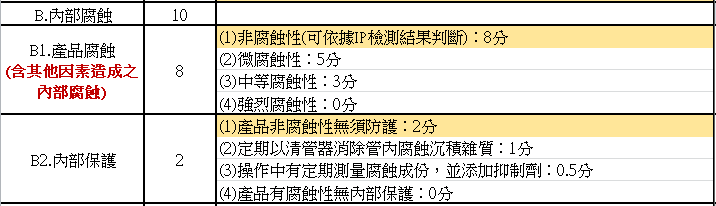 B.內部腐蝕 10
B1.產品腐蝕
(含其他因素造成之
內部腐蝕)
8
(1)非腐蝕性(可依據IP檢測結果判斷)：8分
(2)微腐蝕性：5分
(3)中等腐蝕性：3分
(4)強烈腐蝕性：0分
B2.內部保護
2
(1)產品非腐蝕性無須防護：2分
(2)定期以清管器消除管內腐蝕沉積雜質：1分
(3)操作中有定期測量腐蝕成份，並添加抑制劑：0.5分
(4)產品有腐蝕性無內部保護：0分